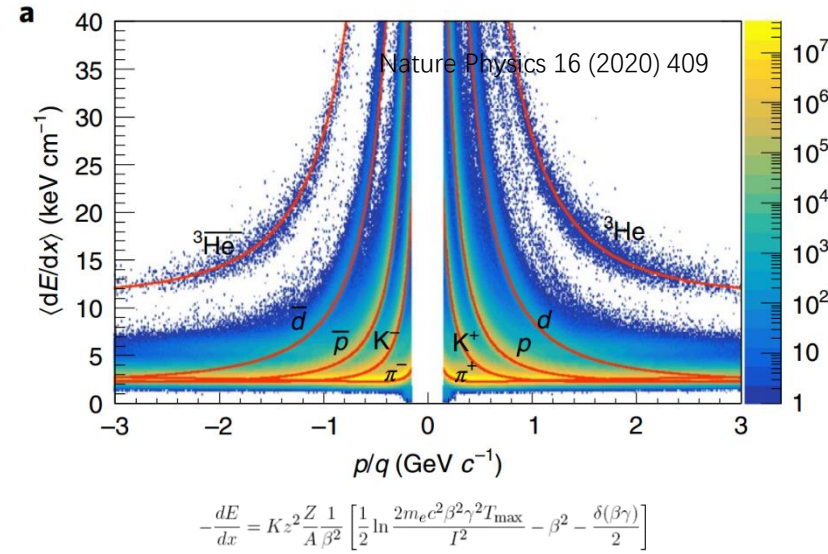 a
Nature Physics 16 (2020) 409
⟨dE/dx⟩ (keV cm⁻¹)
40
35
30
25
20
15
10
5
0
³H̅e̅
³He
d̅
p̅
K⁻
π⁻
K⁺
π⁺
p
d
−3
−2
−1
0
1
2
3
p/q (GeV c⁻¹)
10⁷
10⁶
10⁵
10⁴
10³
10²
10
1
-dE/dx = Kz² Z/A 1/β² [1/2 ln 2mₑc²β²γ²Tmax/I² − β² − δ(βγ)/2]